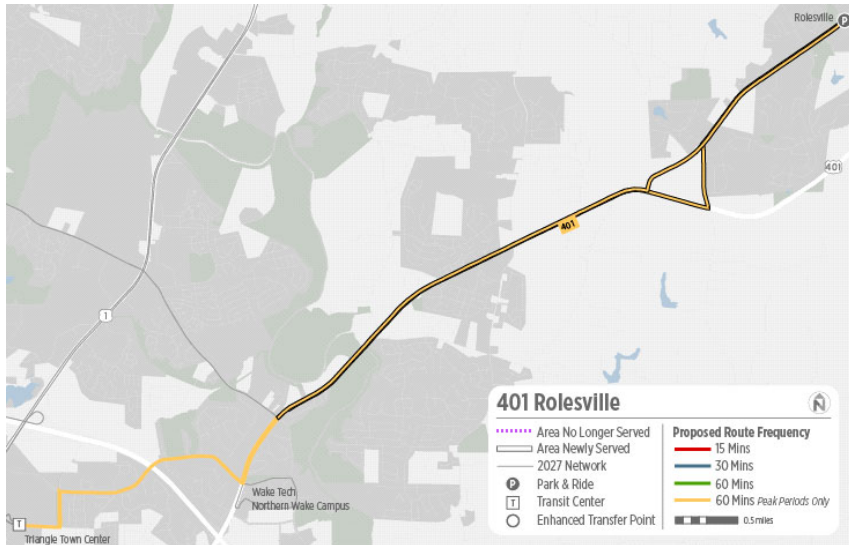 Rolesville
P
401
401
1
Wake Tech
Northern Wake Campus
T
Triangle Town Center
401 Rolesville
N
Area No Longer Served
Area Newly Served
2027 Network
P
Park & Ride
T
Transit Center
Enhanced Transfer Point
Proposed Route Frequency
15 Mins
30 Mins
60 Mins
60 Mins Peak Periods Only
0.5 miles